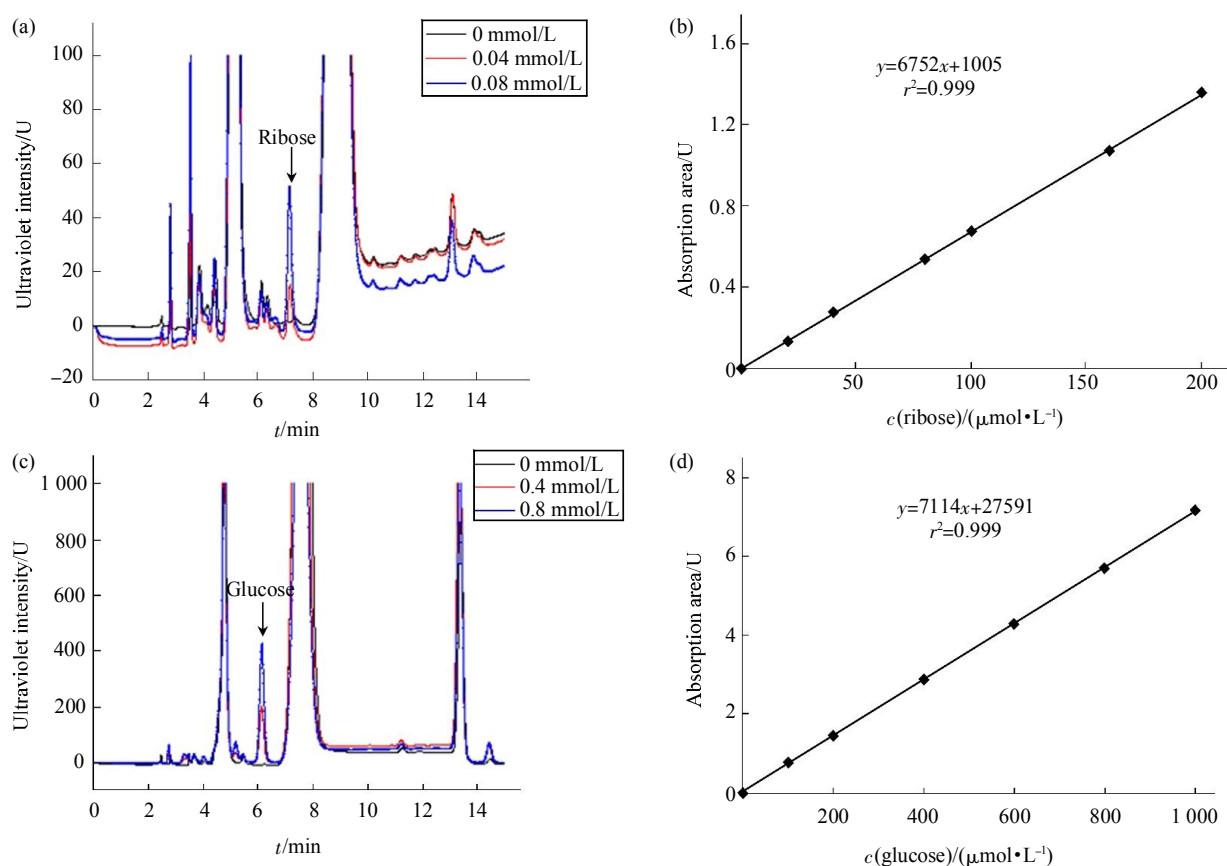 (a)
0 mmol/L
0.04 mmol/L
0.08 mmol/L
100
80
60
40
20
0
−20
Ribose
Ultraviolet intensity/U
0 2 4 6 8 10 12 14
t/min
(b)
y=6752x+1005
r²=0.999
1.6
1.2
0.8
0.4
0
Absorption area/U
50 100 150 200
c(ribose)/(μmol•L⁻¹)
(c)
0 mmol/L
0.4 mmol/L
0.8 mmol/L
1 000
800
600
400
200
0
Glucose
Ultraviolet intensity/U
0 2 4 6 8 10 12 14
t/min
(d)
y=7114x+27591
r²=0.999
8
6
4
2
0
Absorption area/U
200 400 600 800 1 000
c(glucose)/(μmol•L⁻¹)